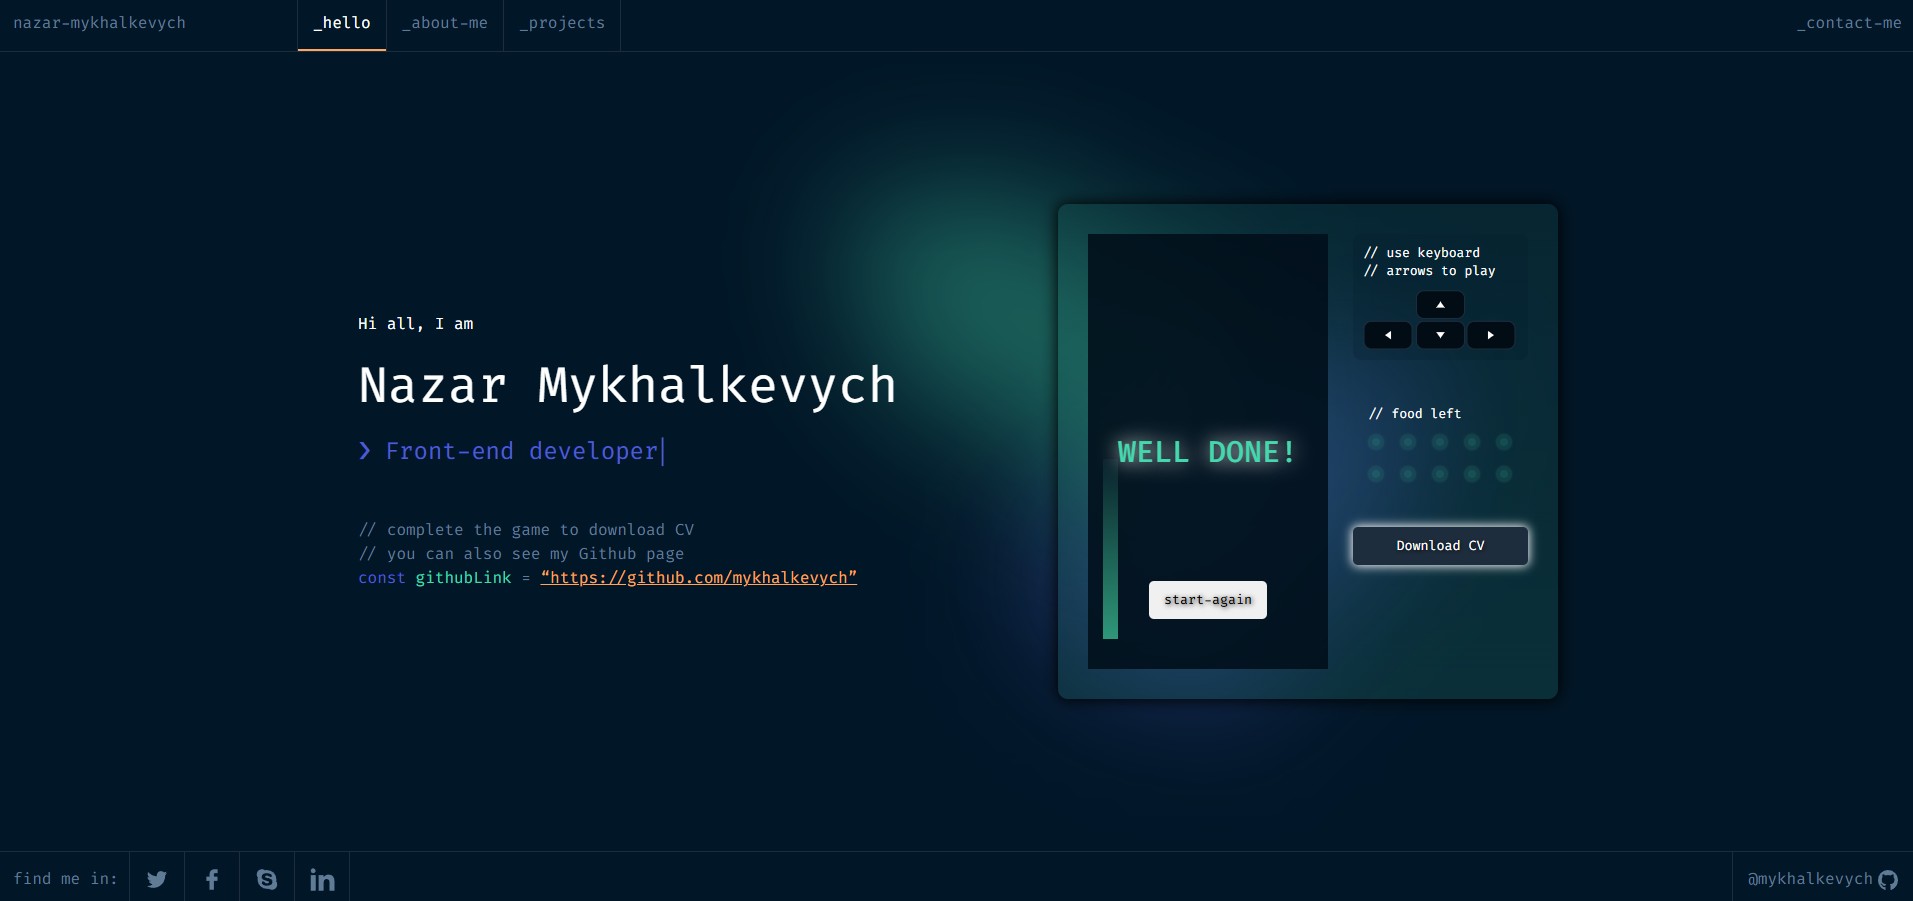 nazar-mykhalkevych
_hello
_about-me
_projects
_contact-me
Hi all, I am
Nazar Mykhalkevych
❯ Front-end developer|
// complete the game to download CV
// you can also see my Github page
const githubLink = “https://github.com/mykhalkevych”
WELL DONE!
start-again
// use keyboard
// arrows to play
// food left
Download CV
find me in:
@mykhalkevych